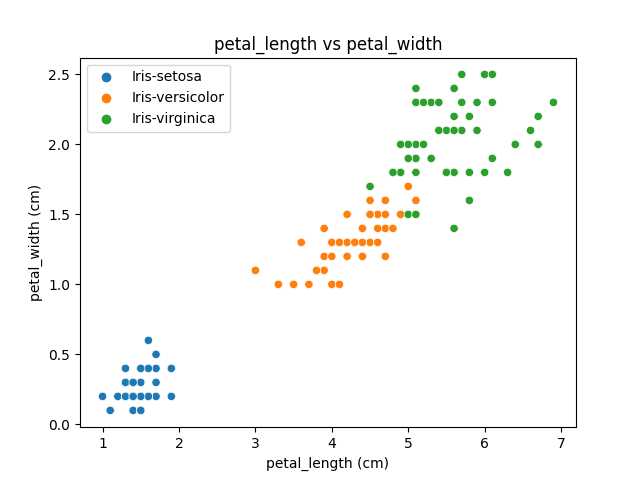 petal_length vs petal_width
Iris-setosa
Iris-versicolor
Iris-virginica
2.5
2.0
1.5
1.0
0.5
0.0
petal_width (cm)
1 2 3 4 5 6 7
petal_length (cm)